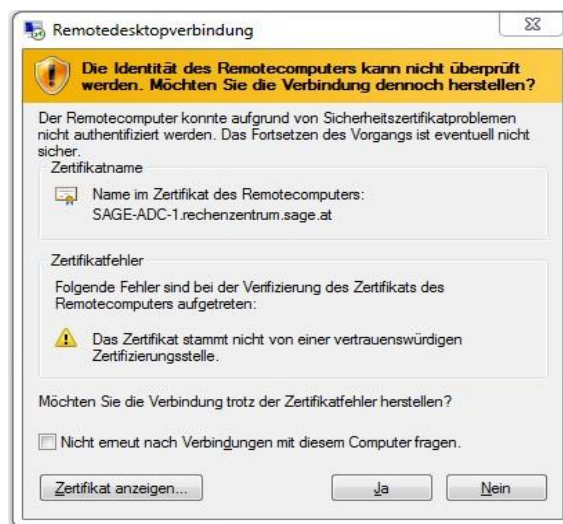 Remotedesktopverbindung
Die Identität des Remotecomputers kann nicht überprüft
werden. Möchten Sie die Verbindung dennoch herstellen?
Der Remotecomputer konnte aufgrund von Sicherheitszertifikatproblemen
nicht authentifiziert werden. Das Fortsetzen des Vorgangs ist eventuell nicht
sicher.
Zertifikatname
Name im Zertifikat des Remotecomputers:
SAGE-ADC-1.rechenzentrum.sage.at
Zertifikatfehler
Folgende Fehler sind bei der Verifizierung des Zertifikats des
Remotecomputers aufgetreten:
Das Zertifikat stammt nicht von einer vertrauenswürdigen
Zertifizierungsstelle.
Möchten Sie die Verbindung trotz der Zertifikatfehler herstellen?
Nicht erneut nach Verbindungen mit diesem Computer fragen.
Zertifikat anzeigen... Ja Nein